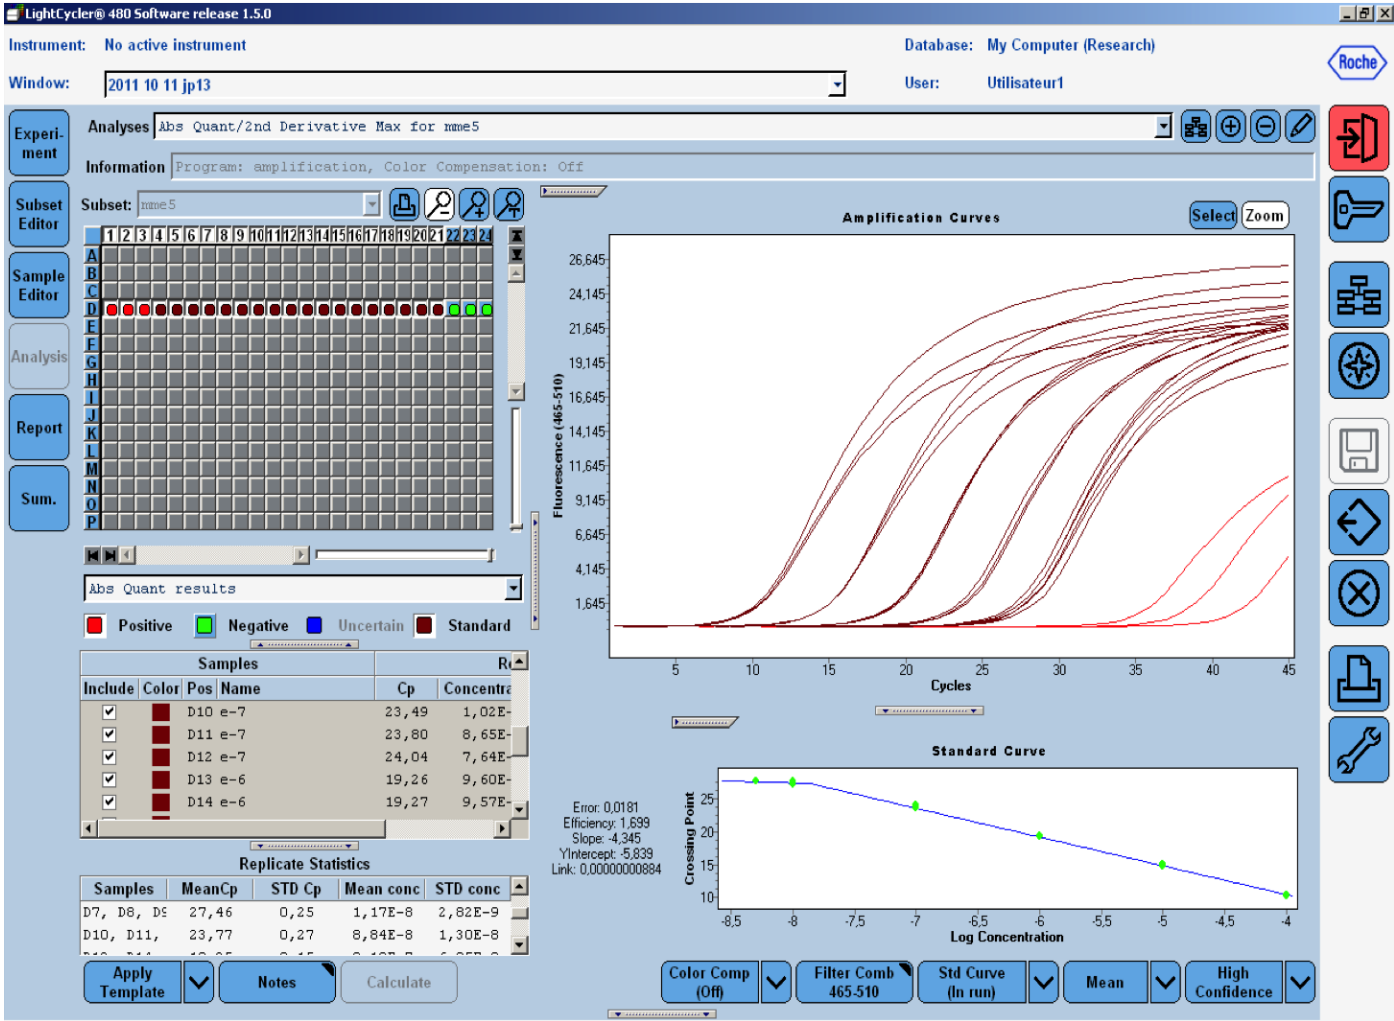 LightCycler® 480 Software release 1.5.0
Instrument: No active instrument
Database: My Computer (Research)
Window: 2011 10 11 jp13
User: Utilisateur1
Roche
Experi-
ment
Subset
Editor
Sample
Editor
Analysis
Report
Sum.
Analyses Abs Quant/2nd Derivative Max for mme5
Information Program: amplification, Color Compensation: Off
Subset: mme5
1 2 3 4 5 6 7 8 9 10 11 12 13 14 15 16 17 18 19 20 21 22 23 24
A
B
C
D
E
F
G
H
I
J
K
L
M
N
O
P
Abs Quant results
Positive Negative Uncertain Standard
Samples
Include Color Pos Name Cp Concentra
D10 e-7 23,49 1,02E-
D11 e-7 23,80 8,65E-
D12 e-7 24,04 7,64E-
D13 e-6 19,26 9,60E-
D14 e-6 19,27 9,57E-
Replicate Statistics
Samples MeanCp STD Cp Mean conc STD conc
D7, D8, D9 27,46 0,25 1,17E-8 2,82E-9
D10, D11, 23,77 0,27 8,84E-8 1,30E-8
Apply
Template
Notes
Calculate
Amplification Curves
Select Zoom
Fluorescence (465-510)
26,645
24,145
21,645
19,145
16,645
14,145
11,645
9,145
6,645
4,145
1,645
5 10 15 20 25 30 35 40 45
Cycles
Standard Curve
Error: 0,0181
Efficiency: 1,699
Slope: -4,345
YIntercept: -5,839
Link: 0,00000000884
Crossing Point
25
20
15
10
-8,5 -8 -7,5 -7 -6,5 -6 -5,5 -5 -4,5 -4
Log Concentration
Color Comp
(Off)
Filter Comb
465-510
Std Curve
(In run)
Mean
High
Confidence